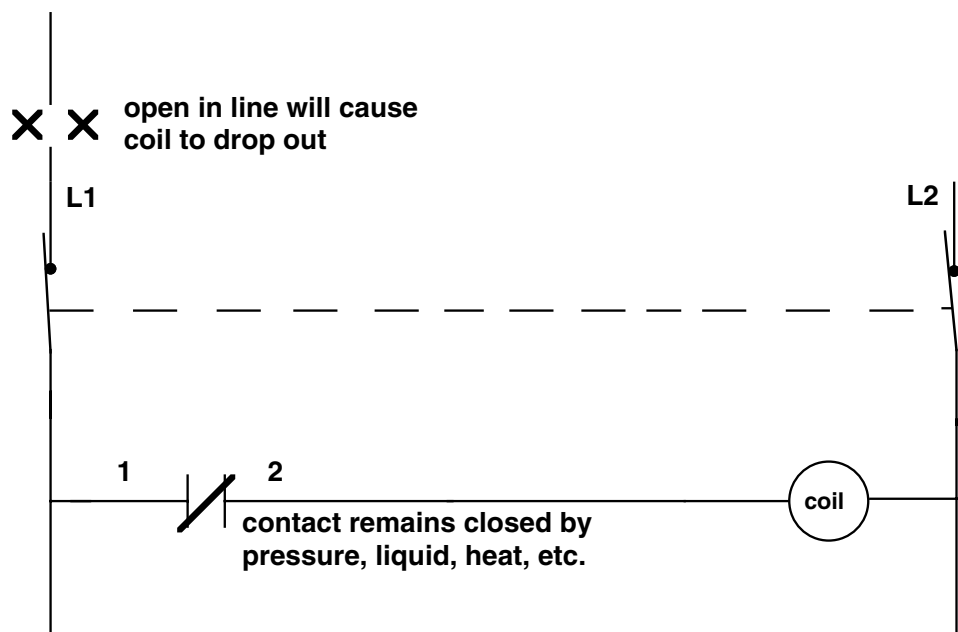 open in line will cause
coil to drop out
L1
L2
1
2
coil
contact remains closed by
pressure, liquid, heat, etc.